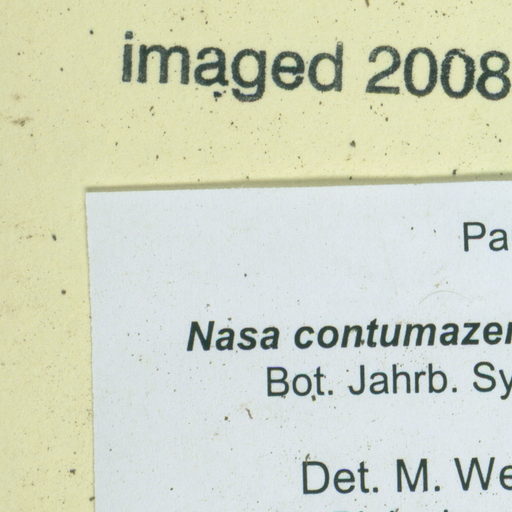 imaged 2008
Pa
Nasa contumazen
Bot. Jahrb. Sy
Det. M. We